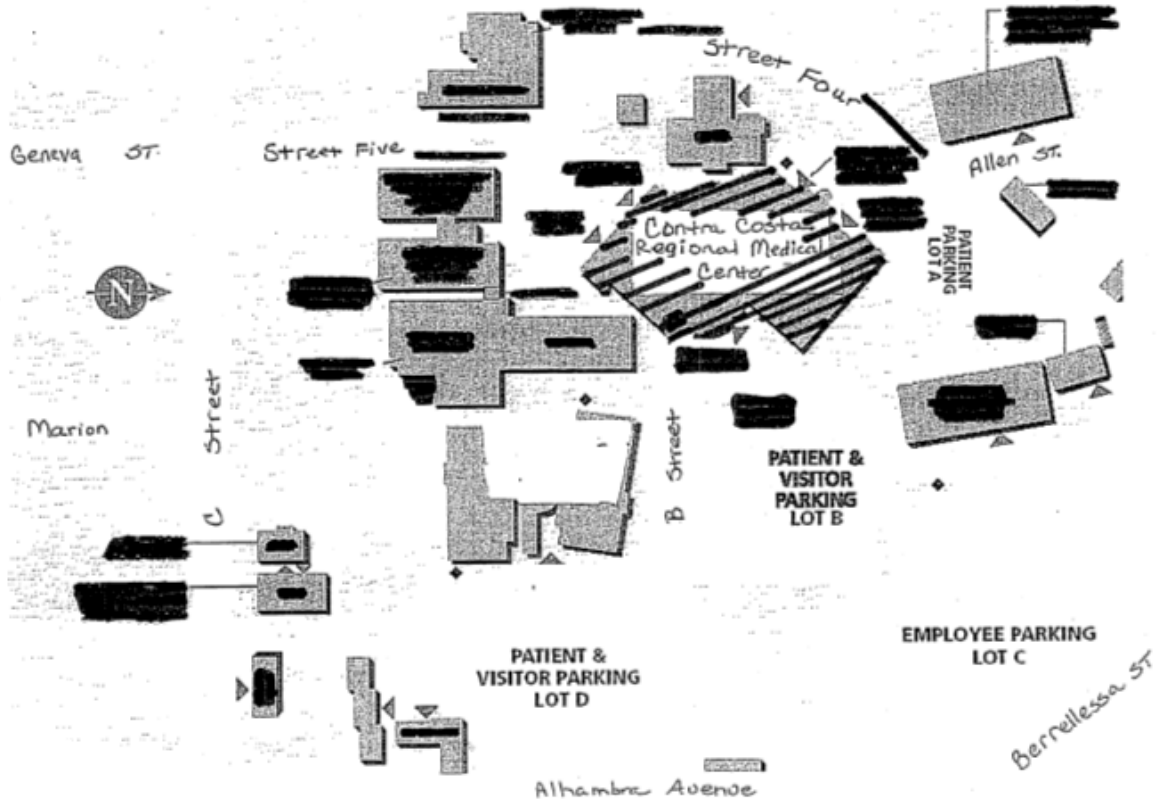 Street Four
Geneva ST.
Street Five
Allen ST.
Contra Costa
Regional Medical
Center
PATIENT
PARKING
LOT A
N
Marion
C Street
B Street
PATIENT &
VISITOR
PARKING
LOT B
PATIENT &
VISITOR PARKING
LOT D
EMPLOYEE PARKING
LOT C
Berrellessa ST
Alhambra Avenue